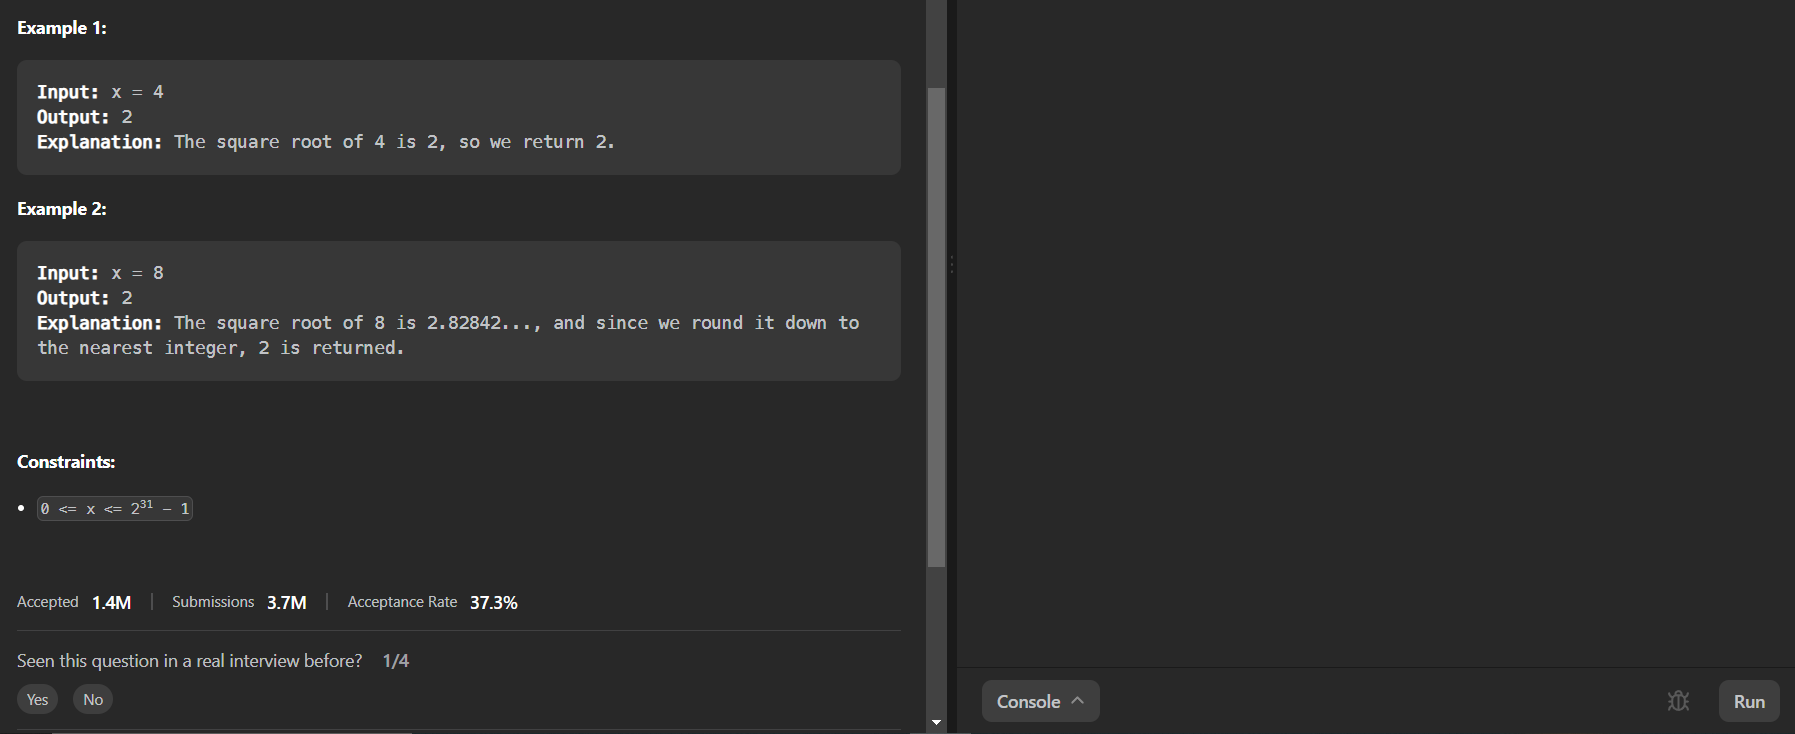 Example 1:
Input: x = 4
Output: 2
Explanation: The square root of 4 is 2, so we return 2.
Example 2:
Input: x = 8
Output: 2
Explanation: The square root of 8 is 2.82842..., and since we round it down to
the nearest integer, 2 is returned.
Constraints:
• 0 <= x <= 2³¹ - 1
Accepted 1.4M | Submissions 3.7M | Acceptance Rate 37.3%
Seen this question in a real interview before? 1/4
Yes No
Console Run